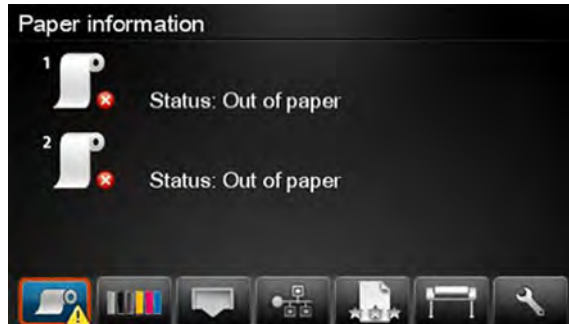 Paper information
1
Status: Out of paper
2
Status: Out of paper